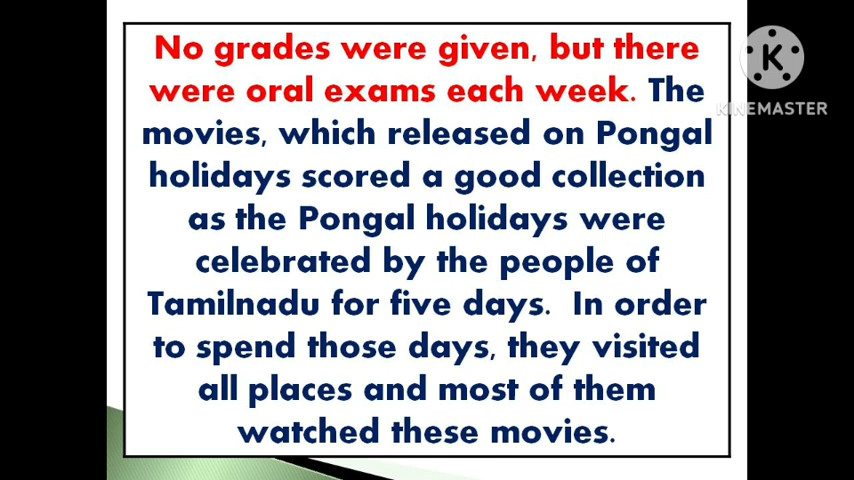 No grades were given, but there
were oral exams each week. The
movies, which released on Pongal
holidays scored a good collection
as the Pongal holidays were
celebrated by the people of
Tamilnadu for five days.  In order
to spend those days, they visited
all places and most of them
watched these movies.
K
KINEMASTER